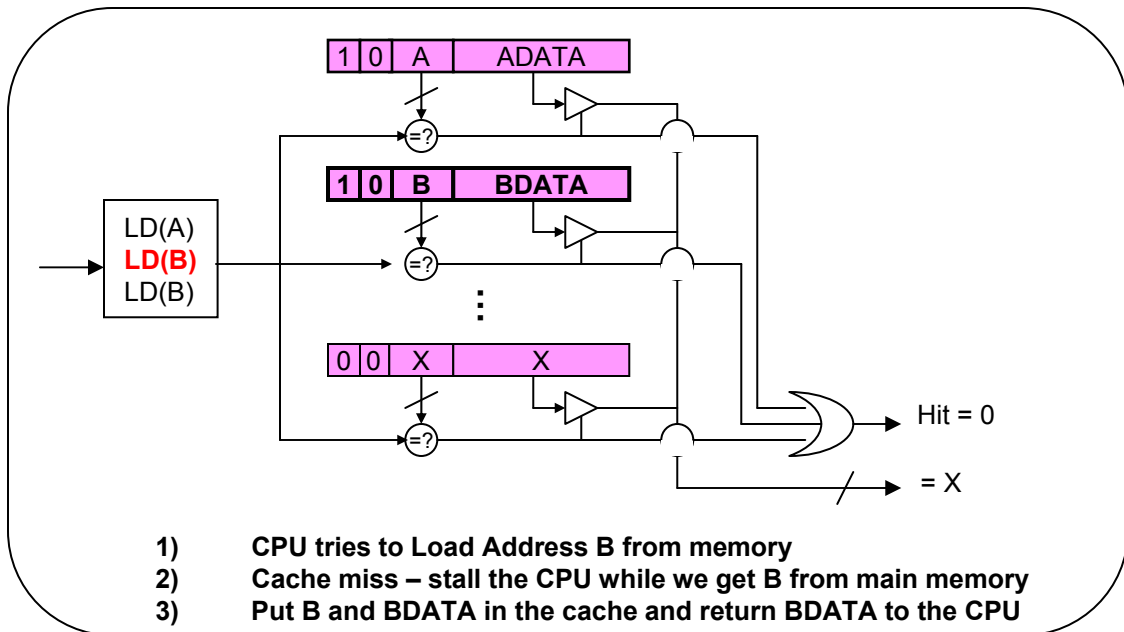 1 0 A ADATA
=?
1 0 B BDATA
LD(A)
LD(B)
LD(B)
=?
⋮
0 0 X X
=?
Hit = 0
= X
1) CPU tries to Load Address B from memory
2) Cache miss – stall the CPU while we get B from main memory
3) Put B and BDATA in the cache and return BDATA to the CPU